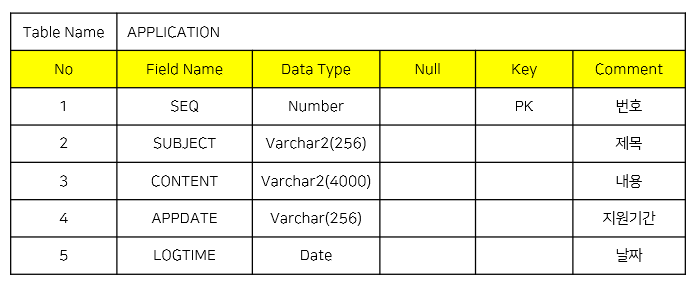 Table Name APPLICATION
No Field Name Data Type Null Key Comment
1 SEQ Number PK 번호
2 SUBJECT Varchar2(256) 제목
3 CONTENT Varchar2(4000) 내용
4 APPDATE Varchar(256) 지원기간
5 LOGTIME Date 날짜